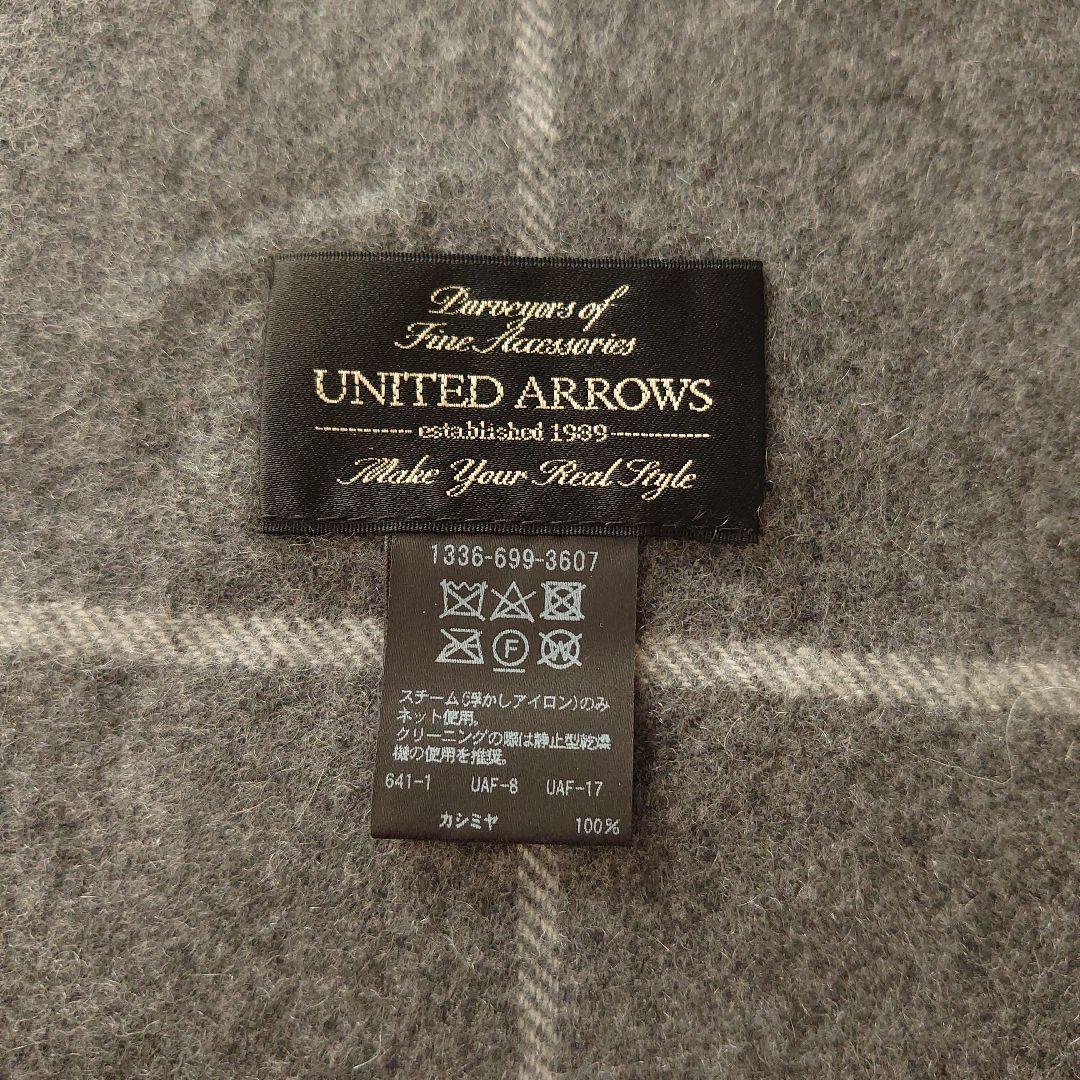 Purveyors of
Fine Accessories
UNITED ARROWS
established 1989
Make Your Real Style
1336-699-3607
F W
スチーム(浮かしアイロン)のみ
ネット使用。
クリーニングの際は静止型乾燥
機の使用を推奨。
641-1 UAF-8 UAF-17
カシミヤ 100%